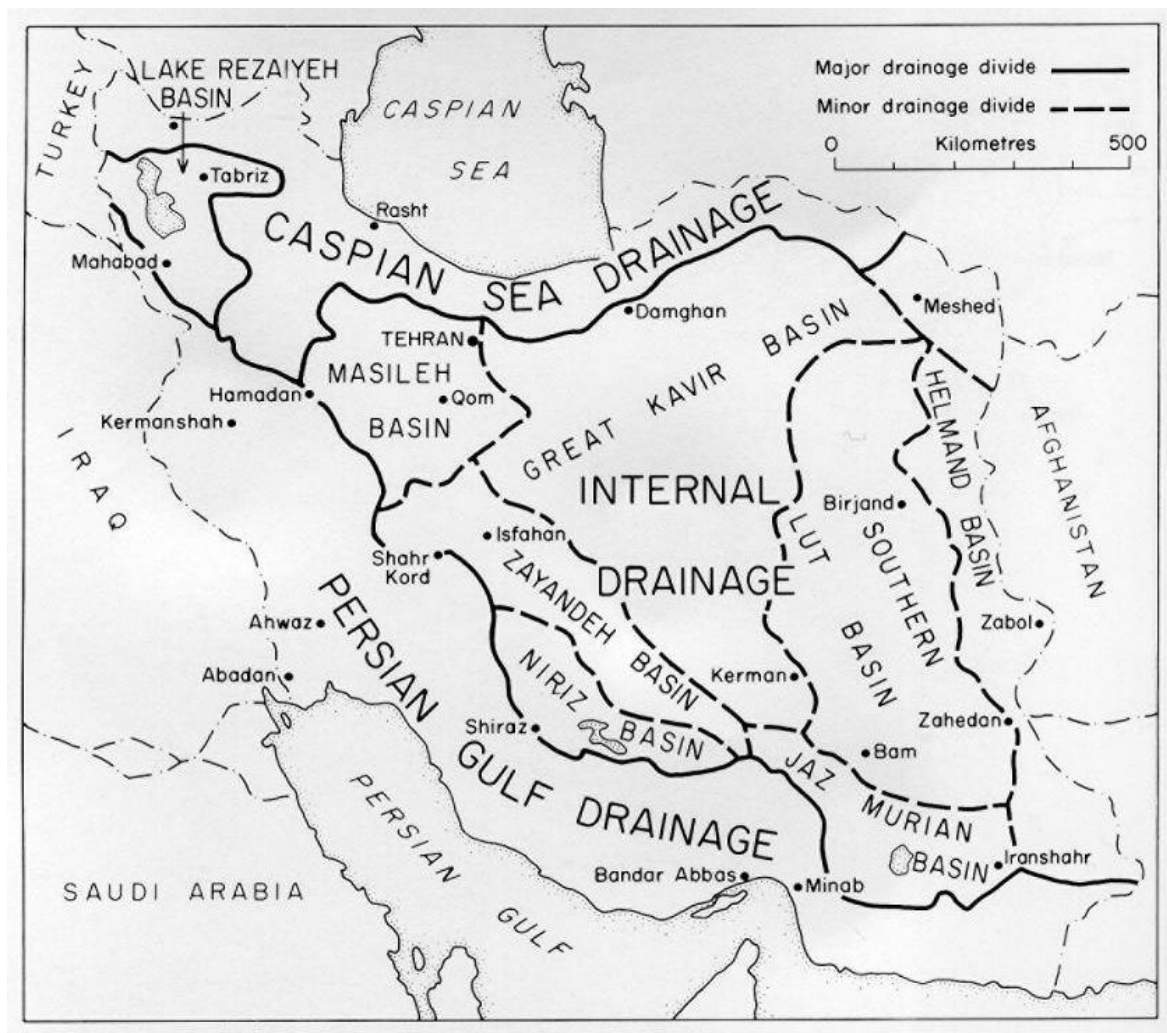 LAKE REZAIYEH
BASIN
TURKEY
Tabriz
Mahabad
CASPIAN
SEA
Rasht
Major drainage divide
Minor drainage divide
0 Kilometres 500
CASPIAN SEA DRAINAGE
Damghan
Meshed
TEHRAN
MASILEH
BASIN
Qom
Hamadan
Kermanshah
IRAQ
GREAT KAVIR BASIN
HELMAND BASIN
AFGHANISTAN
INTERNAL
DRAINAGE
Birjand
SOUTHERN
LUT BASIN
Isfahan
Shahr
Kord
ZAYANDEH BASIN
Ahwaz
Abadan
Zabol
Kerman
NIRIZ BASIN
Shiraz
Zahedan
Bam
JAZ MURIAN BASIN
Iranshahr
PERSIAN GULF DRAINAGE
PERSIAN GULF
Bandar Abbas
Minab
SAUDI ARABIA